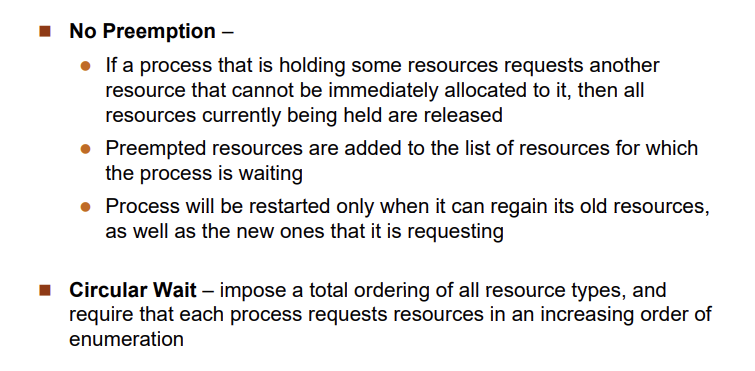 No Preemption –
If a process that is holding some resources requests another
resource that cannot be immediately allocated to it, then all
resources currently being held are released
Preempted resources are added to the list of resources for which
the process is waiting
Process will be restarted only when it can regain its old resources,
as well as the new ones that it is requesting
Circular Wait – impose a total ordering of all resource types, and
require that each process requests resources in an increasing order of
enumeration